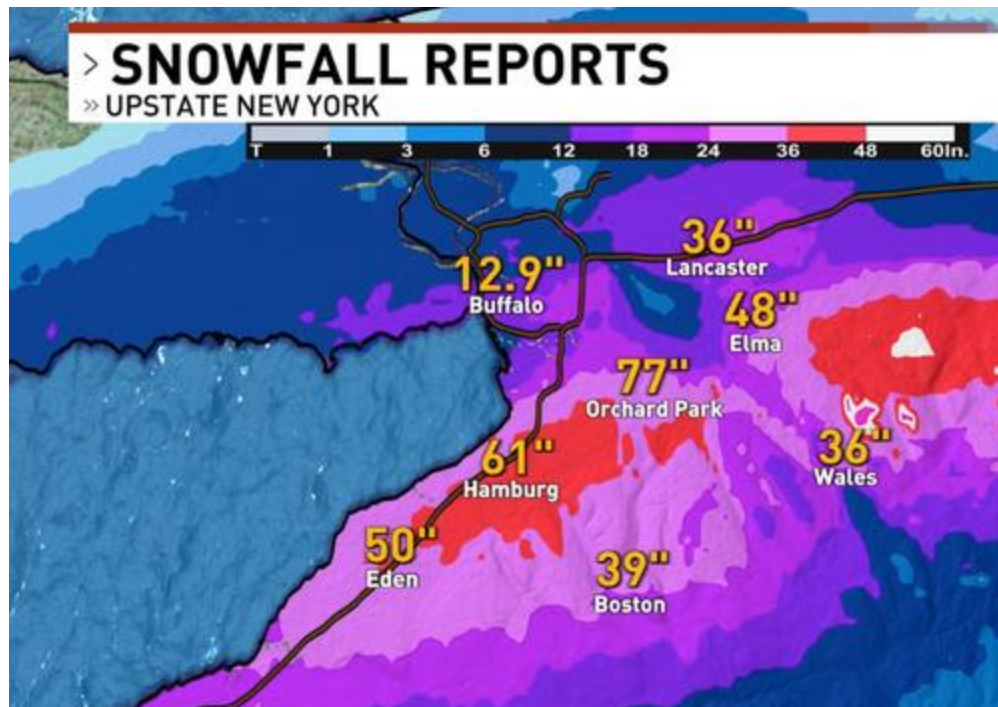 > SNOWFALL REPORTS
>> UPSTATE NEW YORK
T 1 3 6 12 18 24 36 48 60In.
36"
Lancaster
12.9"
Buffalo
48"
Elma
77"
Orchard Park
36"
Wales
61"
Hamburg
50"
Eden
39"
Boston